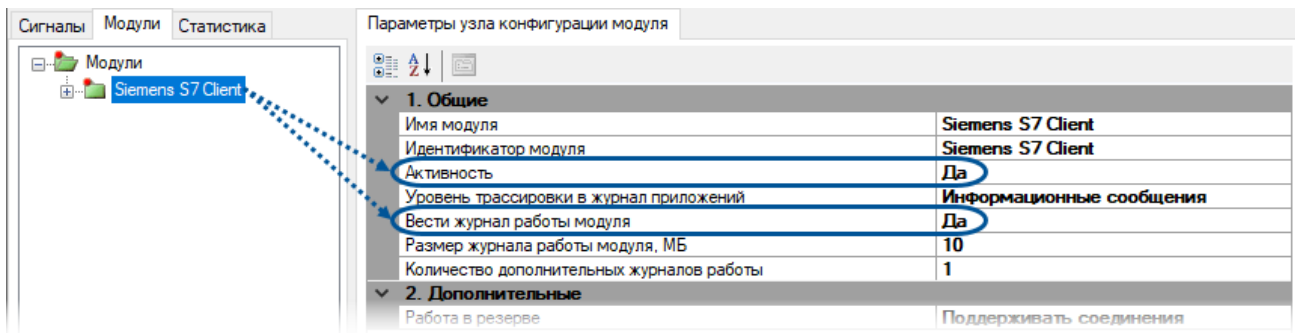 Сигналы Модули Статистика
Параметры узла конфигурации модуля
Модули
Siemens S7 Client
1. Общие
Имя модуля Siemens S7 Client
Идентификатор модуля Siemens S7 Client
Активность Да
Уровень трассировки в журнал приложений Информационные сообщения
Вести журнал работы модуля Да
Размер журнала работы модуля, МБ 10
Количество дополнительных журналов работы 1
2. Дополнительные
Работа в резерве Поддерживать соединения